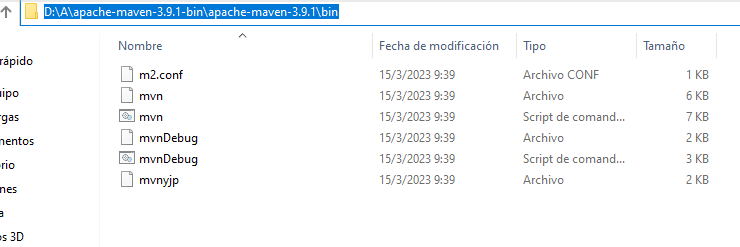 D:\A\apache-maven-3.9.1-bin\apache-maven-3.9.1\bin
Nombre Fecha de modificación Tipo Tamaño
rápido
m2.conf 15/3/2023 9:39 Archivo CONF 1 KB
uipo mvn 15/3/2023 9:39 Archivo 6 KB
rgas mvn 15/3/2023 9:39 Script de comand... 7 KB
mentos mvnDebug 15/3/2023 9:39 Archivo 2 KB
orio mvnDebug 15/3/2023 9:39 Script de comand... 3 KB
nes mvnyjp 15/3/2023 9:39 Archivo 2 KB
a
s 3D